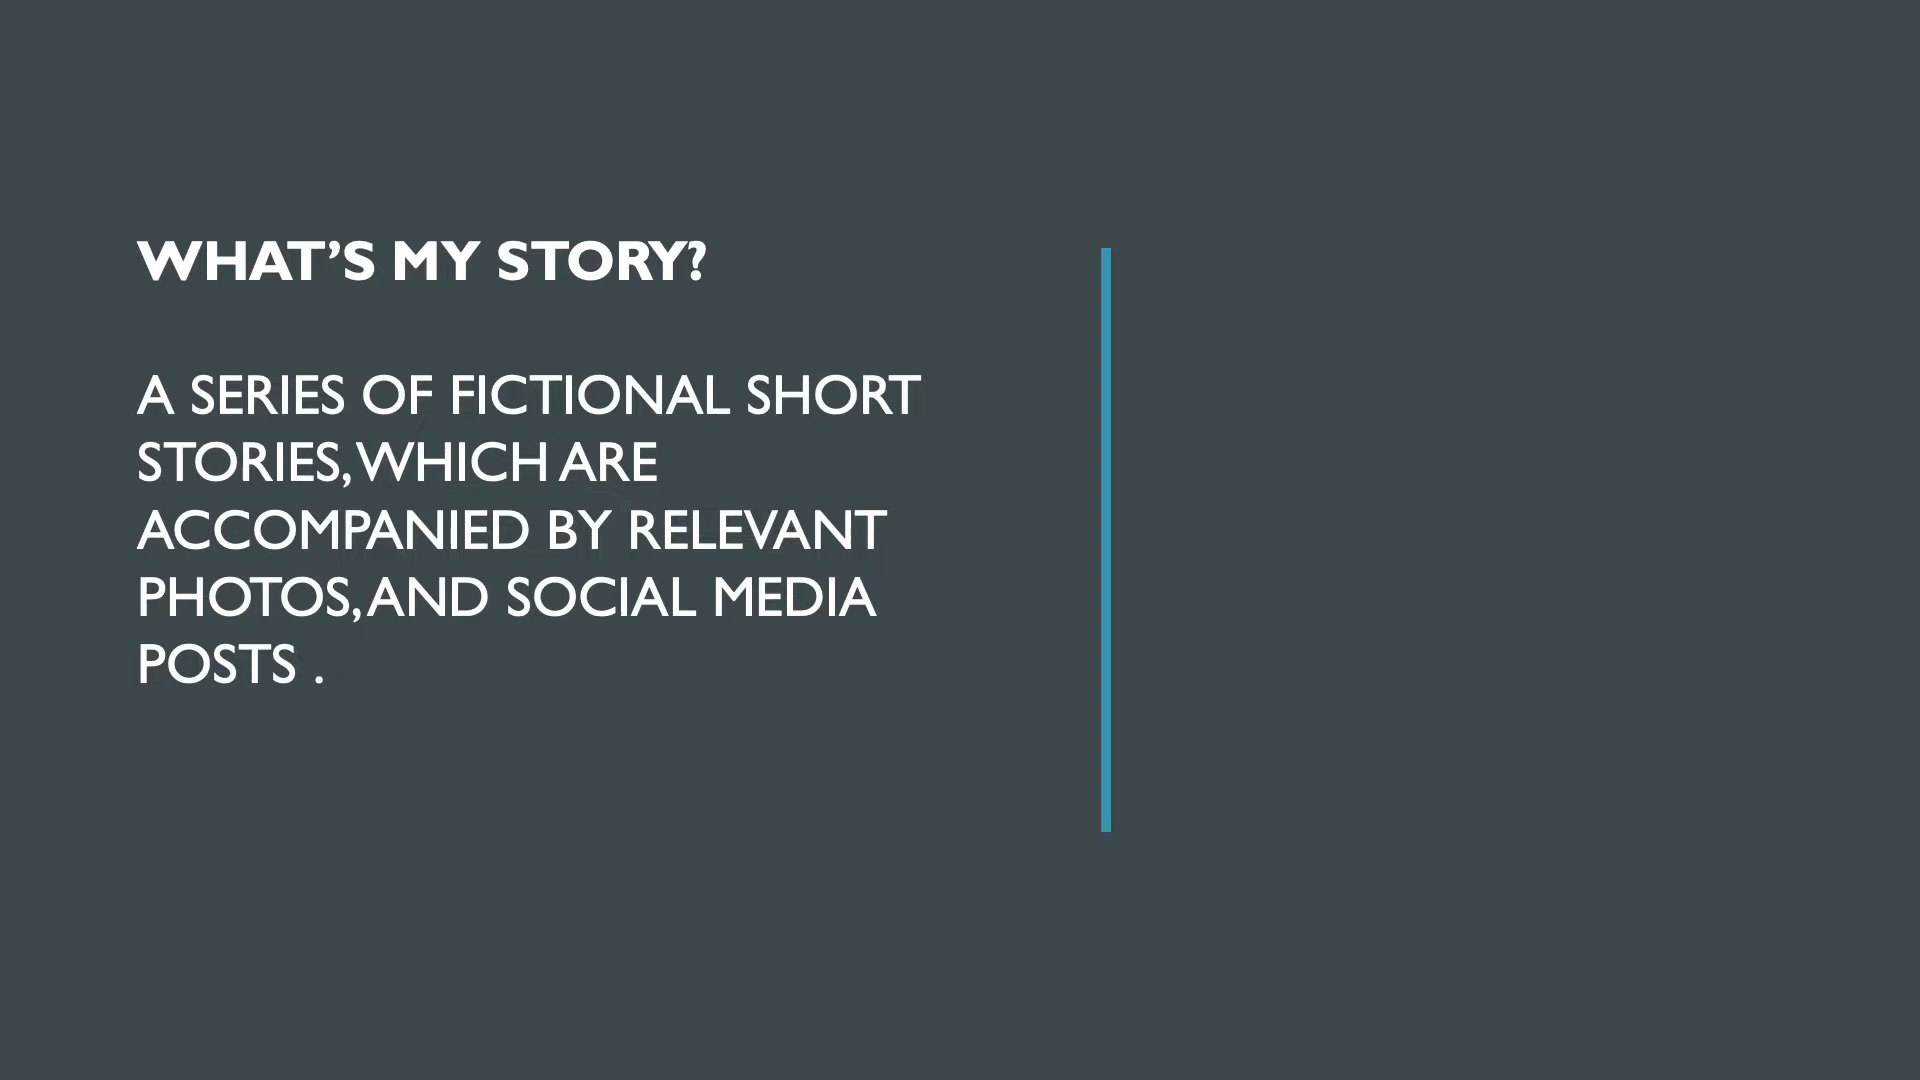 WHAT’S MY STORY?
A SERIES OF FICTIONAL SHORT
STORIES, WHICH ARE
ACCOMPANIED BY RELEVANT
PHOTOS, AND SOCIAL MEDIA
POSTS .